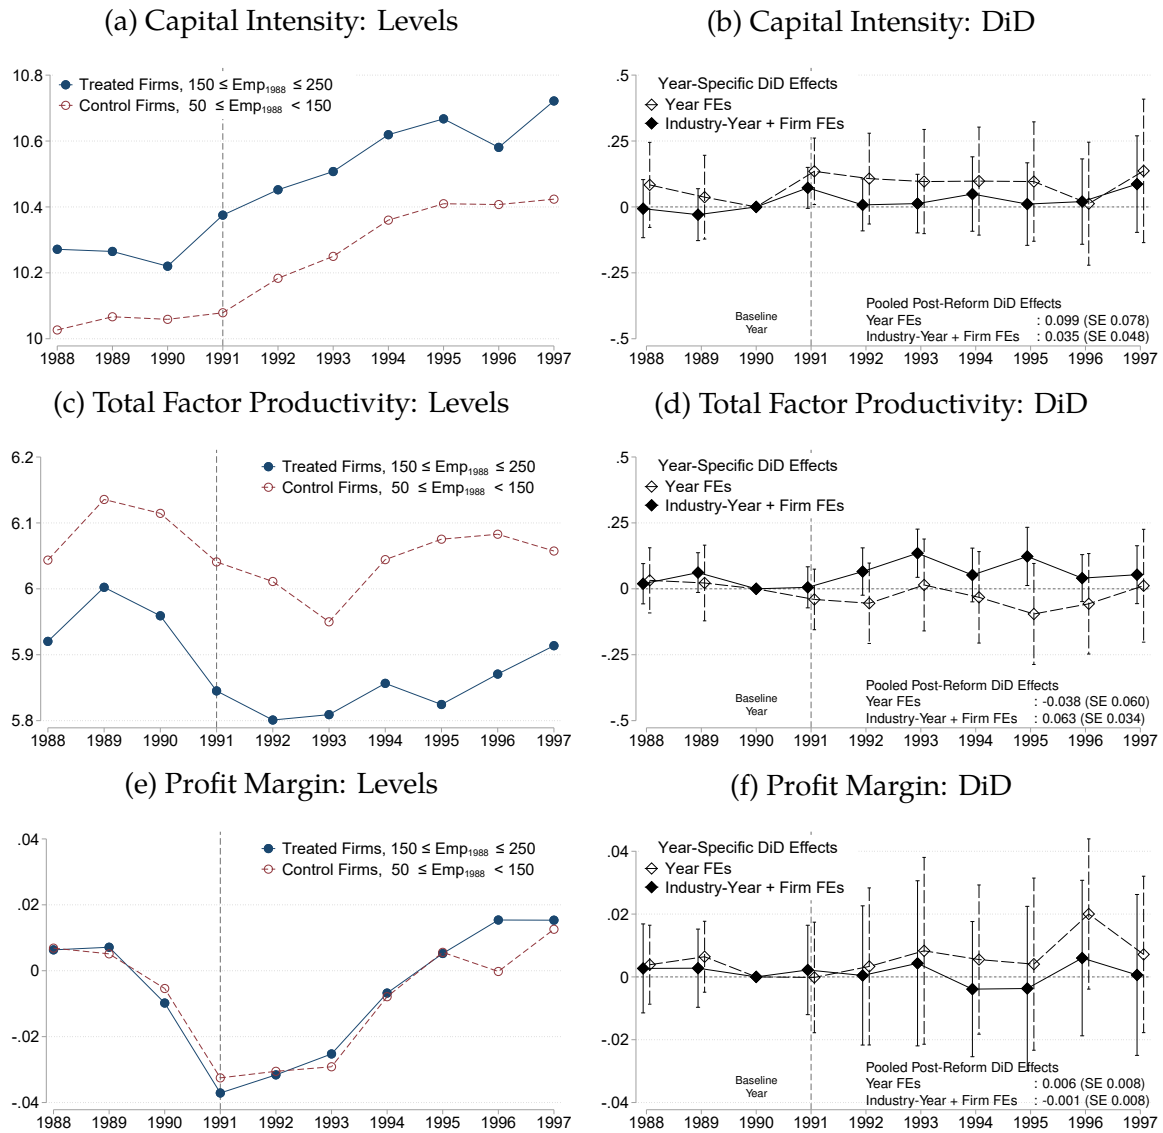 (a) Capital Intensity: Levels
10.8
10.6
10.4
10.2
10
Treated Firms, 150 ≤ Emp1988 ≤ 250
Control Firms, 50 ≤ Emp1988 < 150
1988 1989 1990 1991 1992 1993 1994 1995 1996 1997
(b) Capital Intensity: DiD
.5
.25
0
-.25
-.5
Year-Specific DiD Effects
Year FEs
Industry-Year + Firm FEs
Baseline
Year
Pooled Post-Reform DiD Effects
Year FEs : 0.099 (SE 0.078)
Industry-Year + Firm FEs : 0.035 (SE 0.048)
1988 1989 1990 1991 1992 1993 1994 1995 1996 1997
(c) Total Factor Productivity: Levels
6.2
6.1
6
5.9
5.8
Treated Firms, 150 ≤ Emp1988 ≤ 250
Control Firms, 50 ≤ Emp1988 < 150
1988 1989 1990 1991 1992 1993 1994 1995 1996 1997
(d) Total Factor Productivity: DiD
.5
.25
0
-.25
-.5
Year-Specific DiD Effects
Year FEs
Industry-Year + Firm FEs
Baseline
Year
Pooled Post-Reform DiD Effects
Year FEs : -0.038 (SE 0.060)
Industry-Year + Firm FEs : 0.063 (SE 0.034)
1988 1989 1990 1991 1992 1993 1994 1995 1996 1997
(e) Profit Margin: Levels
.04
.02
0
-.02
-.04
Treated Firms, 150 ≤ Emp1988 ≤ 250
Control Firms, 50 ≤ Emp1988 < 150
1988 1989 1990 1991 1992 1993 1994 1995 1996 1997
(f) Profit Margin: DiD
.04
.02
0
-.02
-.04
Year-Specific DiD Effects
Year FEs
Industry-Year + Firm FEs
Baseline
Year
Pooled Post-Reform DiD Effects
Year FEs : 0.006 (SE 0.008)
Industry-Year + Firm FEs : -0.001 (SE 0.008)
1988 1989 1990 1991 1992 1993 1994 1995 1996 1997